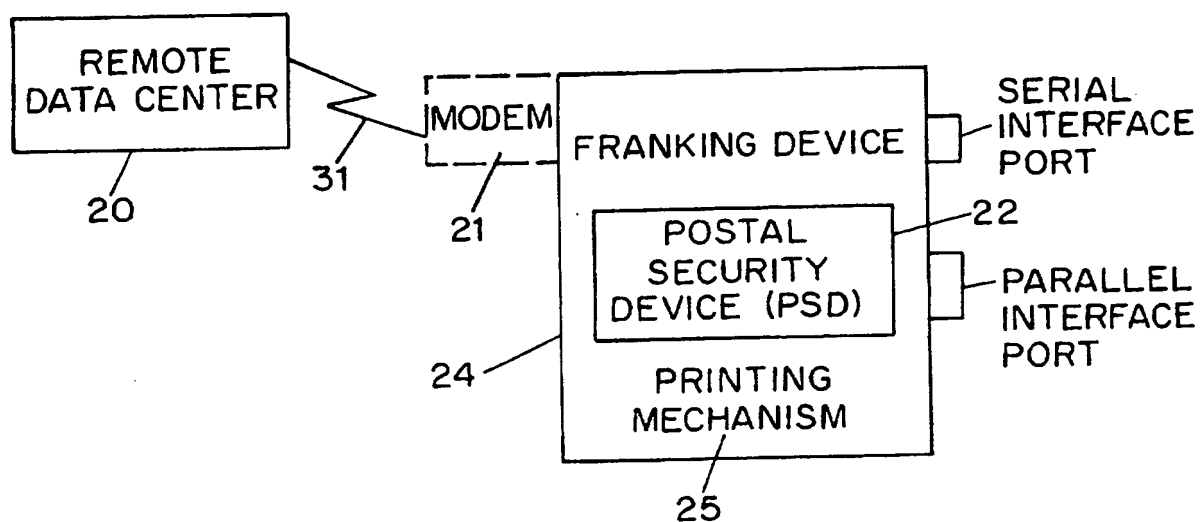 REMOTE
DATA CENTER
20
31
MODEM
21
FRANKING DEVICE
SERIAL
INTERFACE
PORT
22
POSTAL
SECURITY
DEVICE (PSD)
PARALLEL
INTERFACE
PORT
24
PRINTING
MECHANISM
25